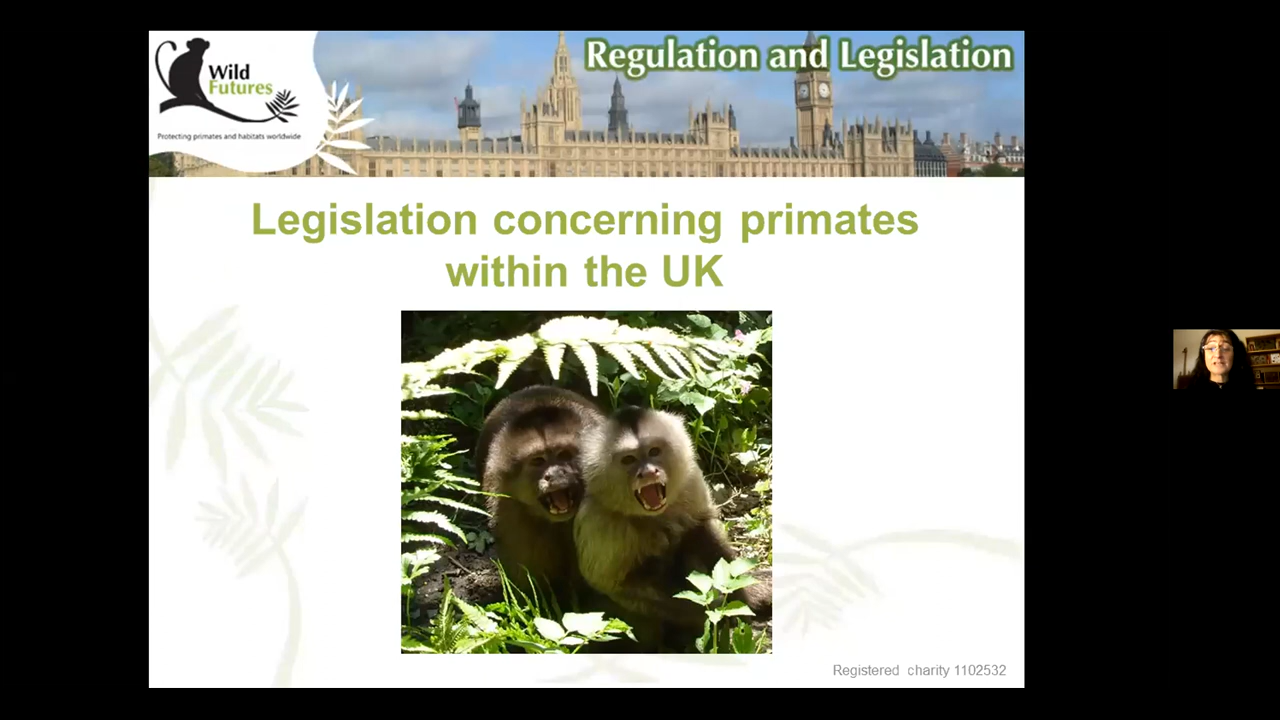 Wild
Futures
Protecting primates and habitats worldwide
Regulation and Legislation
Legislation concerning primates
within the UK
Registered charity 1102532